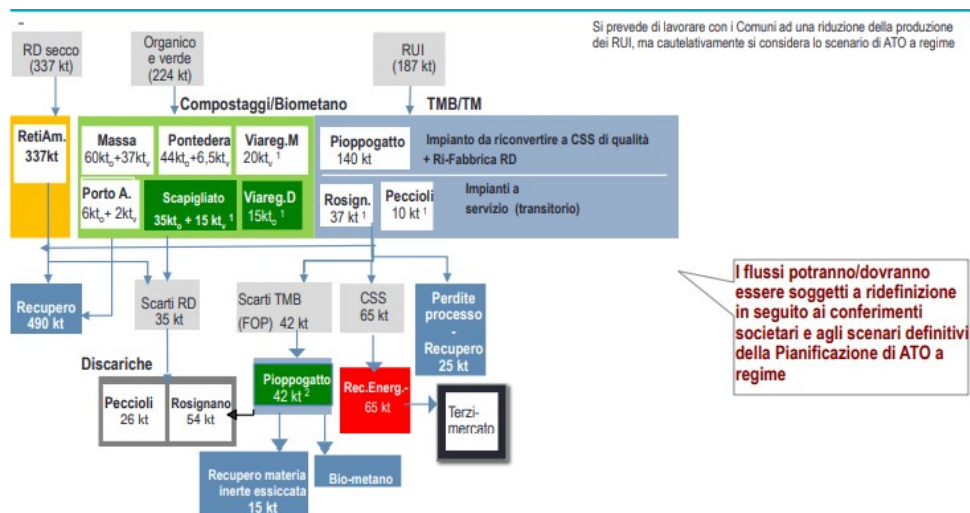 Si prevede di lavorare con i Comuni ad una riduzione della produzione
dei RUI, ma cautelativamente si considera lo scenario di ATO a regime
RD secco
(337 kt)
Organico
e verde
(224 kt)
RUI
(187 kt)
Compostaggi/Biometano
TMB/TM
RetiAm.
337kt
Massa
60kto+37ktv
Pontedera
44kto+6,5ktv
Viareg.M
20ktv 1
Pioppogatto
140 kt
Impianto da riconvertire a CSS di qualità
+ Ri-Fabbrica RD
Porto A.
6kto+ 2ktv
Scapigliato
35kto + 15 ktv 1
Viareg.D
15kto 1
Rosign.
37 kt 1
Peccioli
10 kt 1
Impianti a
servizio (transitorio)
Recupero
490 kt
Scarti RD
35 kt
Scarti TMB
(FOP) 42 kt
CSS
65 kt
Perdite
processo
-
Recupero
25 kt
I flussi potranno/dovranno
essere soggetti a ridefinizione
in seguito ai conferimenti
societari e agli scenari definitivi
della Pianificazione di ATO a
regime
Discariche
Peccioli
26 kt
Rosignano
54 kt
Pioppogatto
42 kt 2
Rec.Energ.-
65 kt
Terzi-
mercato
Recupero materia
inerte essiccata
15 kt
Bio-metano